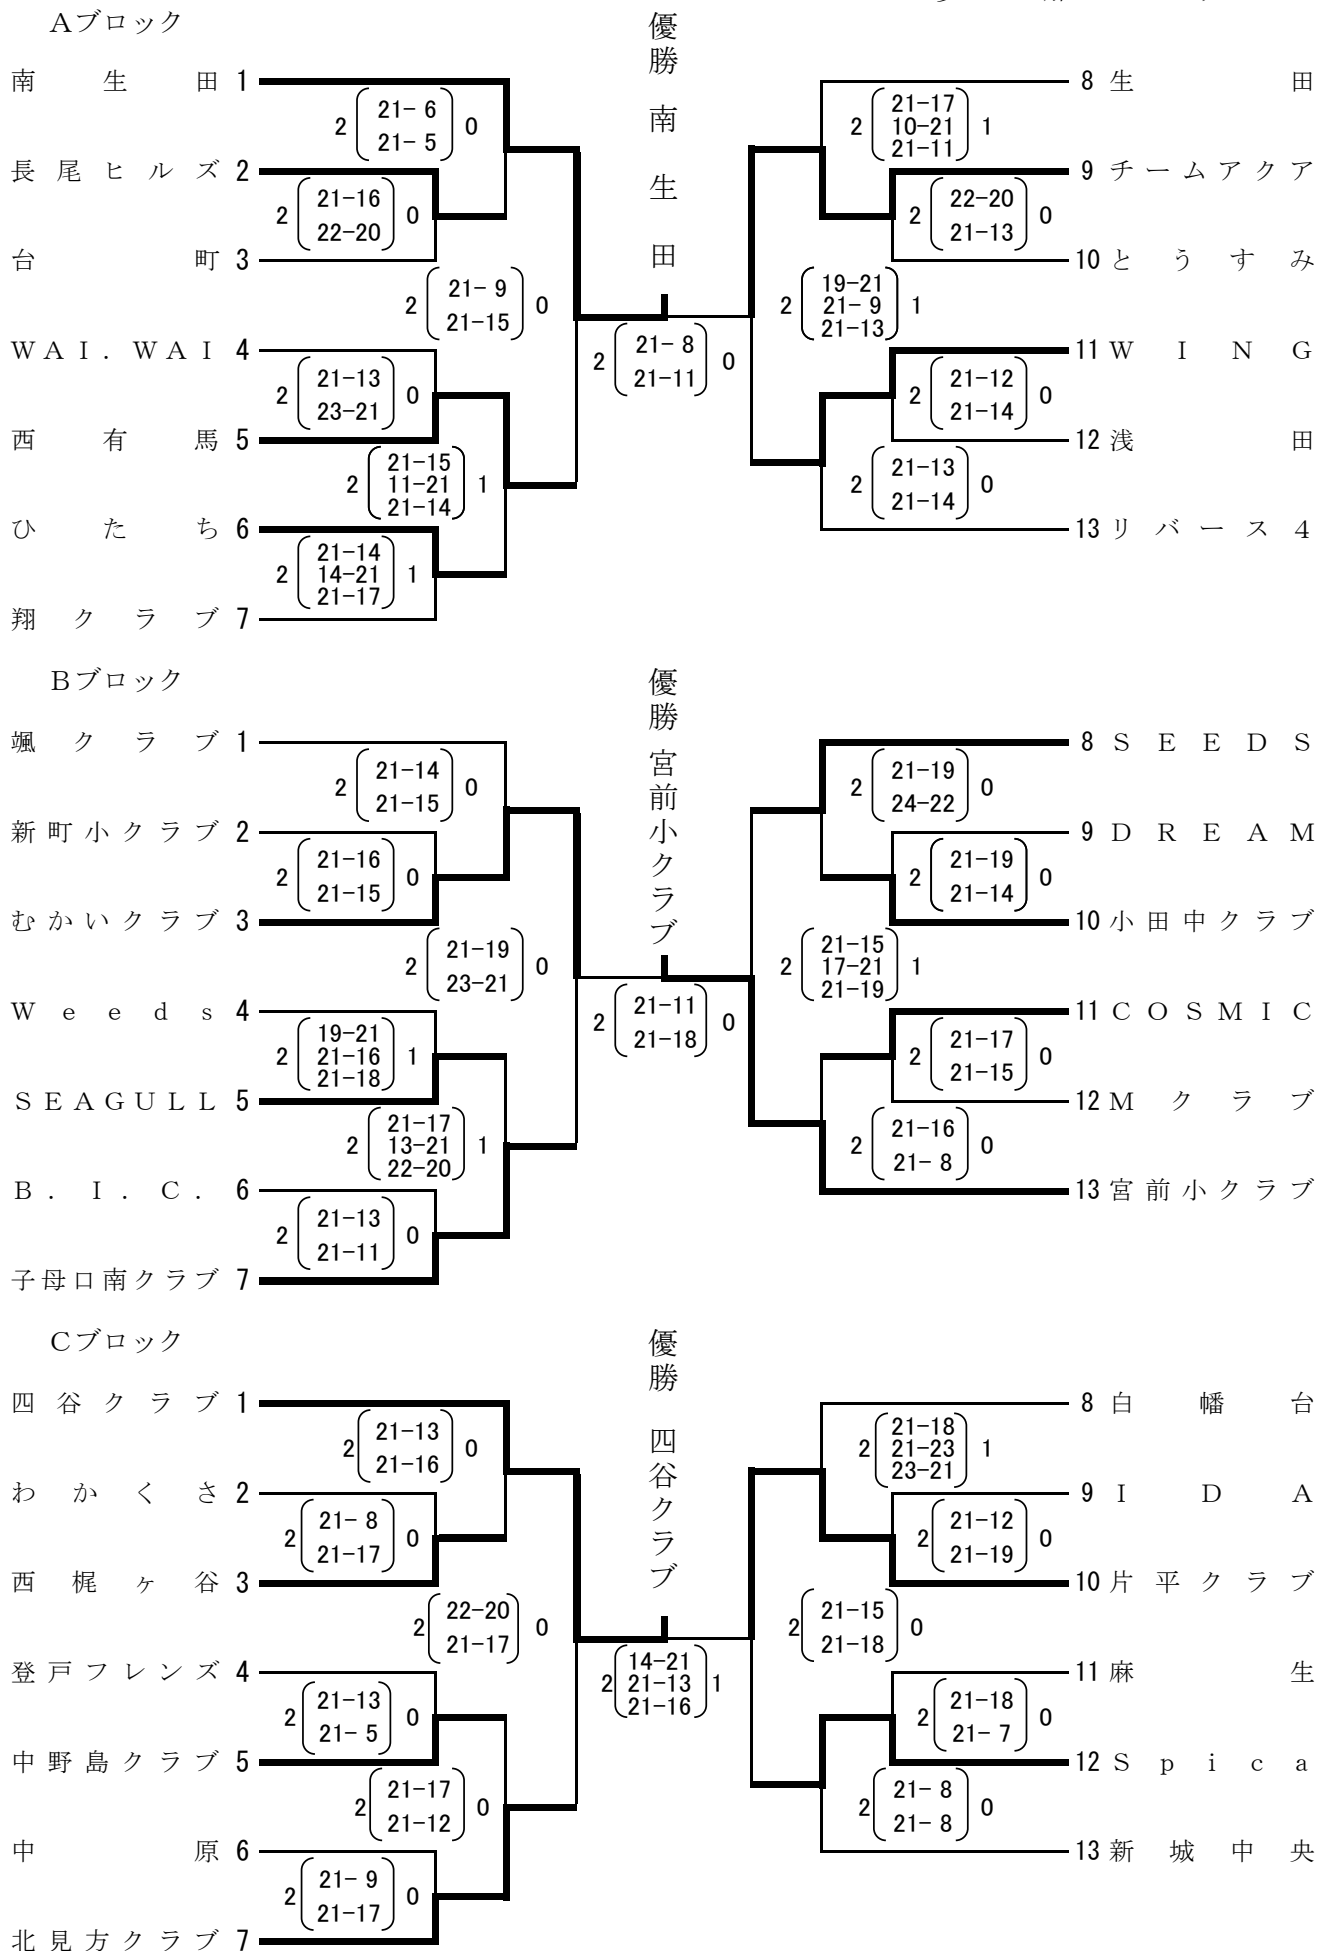 Aブロック
優勝 南生田
南生田 1
2 (21- 6 21- 5) 0
長尾ヒルズ 2
2 (21-16 22-20) 0
台町 3
2 (21- 9 21-15) 0
WAI.WAI 4
2 (21-13 23-21) 0
西有馬 5
2 (21-15 11-21 21-14) 1
ひたち 6
2 (21-14 14-21 21-17) 1
翔クラブ 7
2 (21- 8 21-11) 0
8 生田
2 (21-17 10-21 21-11) 1
9 チームアクア
2 (22-20 21-13) 0
10 とうすみ
2 (19-21 21- 9 21-13) 1
11 WING
2 (21-12 21-14) 0
12 浅田
2 (21-13 21-14) 0
13 リバース4
Bブロック
優勝 宮前小クラブ
颯クラブ 1
2 (21-14 21-15) 0
新町小クラブ 2
2 (21-16 21-15) 0
むかいクラブ 3
2 (21-19 23-21) 0
Weeds 4
2 (19-21 21-16 21-18) 1
SEAGULL 5
2 (21-17 13-21 22-20) 1
B.I.C. 6
2 (21-13 21-11) 0
子母口南クラブ 7
2 (21-11 21-18) 0
8 SEEDS
2 (21-19 24-22) 0
9 DREAM
2 (21-19 21-14) 0
10 小田中クラブ
2 (21-15 17-21 21-19) 1
11 COSMIC
2 (21-17 21-15) 0
12 Mクラブ
2 (21-16 21- 8) 0
13 宮前小クラブ
Cブロック
優勝 四谷クラブ
四谷クラブ 1
2 (21-13 21-16) 0
わかくさ 2
2 (21- 8 21-17) 0
西梶ヶ谷 3
2 (22-20 21-17) 0
登戸フレンズ 4
2 (21-13 21- 5) 0
中野島クラブ 5
2 (21-17 21-12) 0
中原 6
2 (21- 9 21-17) 0
北見方クラブ 7
2 (14-21 21-13 21-16) 1
8 白幡台
2 (21-18 21-23 23-21) 1
9 IDA
2 (21-12 21-19) 0
10 片平クラブ
2 (21-15 21-18) 0
11 麻生
2 (21-18 21- 7) 0
12 Spica
2 (21- 8 21- 8) 0
13 新城中央